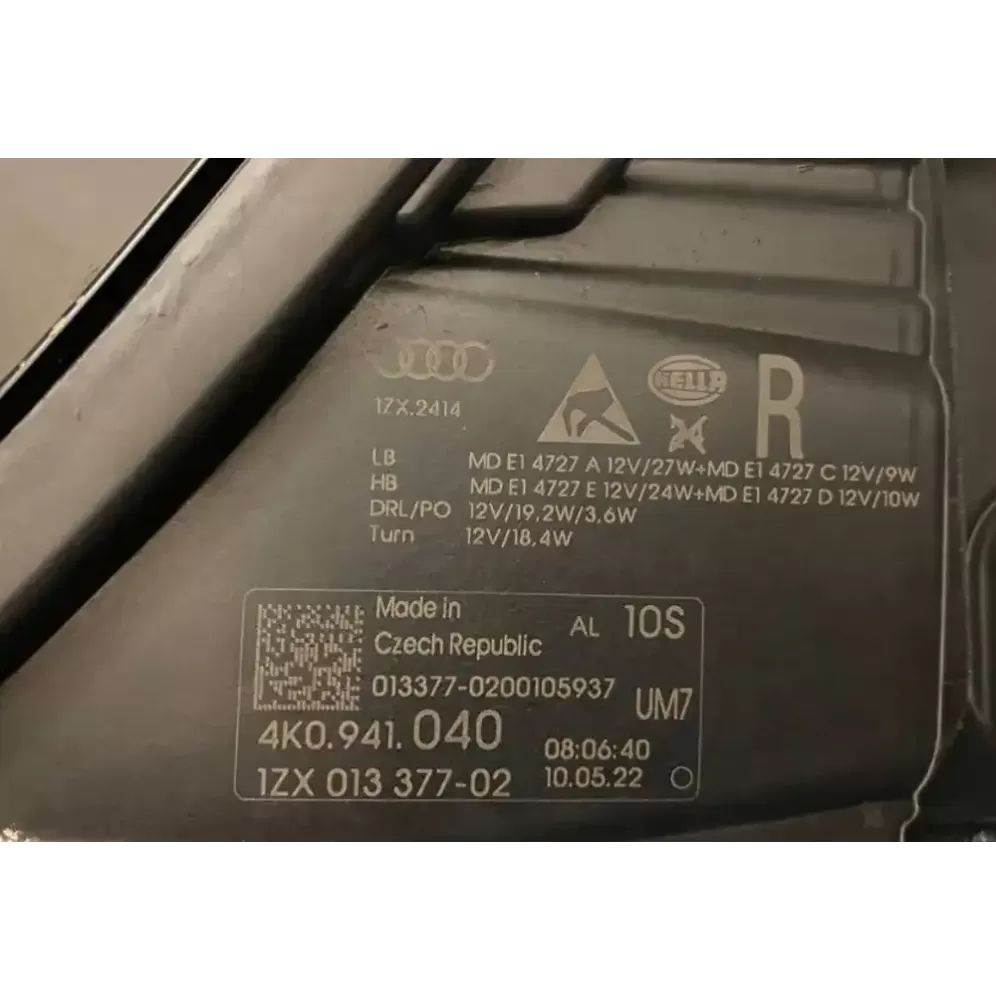 HELLA
R
1ZX.2414
LB MD E1 4727 A 12V/27W+MD E1 4727 C 12V/9W
HB MD E1 4727 E 12V/24W+MD E1 4727 D 12V/10W
DRL/PO 12V/19,2W/3,6W
Turn 12V/18,4W
Made in
Czech Republic
AL 10S
013377-0200105937
UM7
4K0.941.040
08:06:40
1ZX 013 377-02
10.05.22